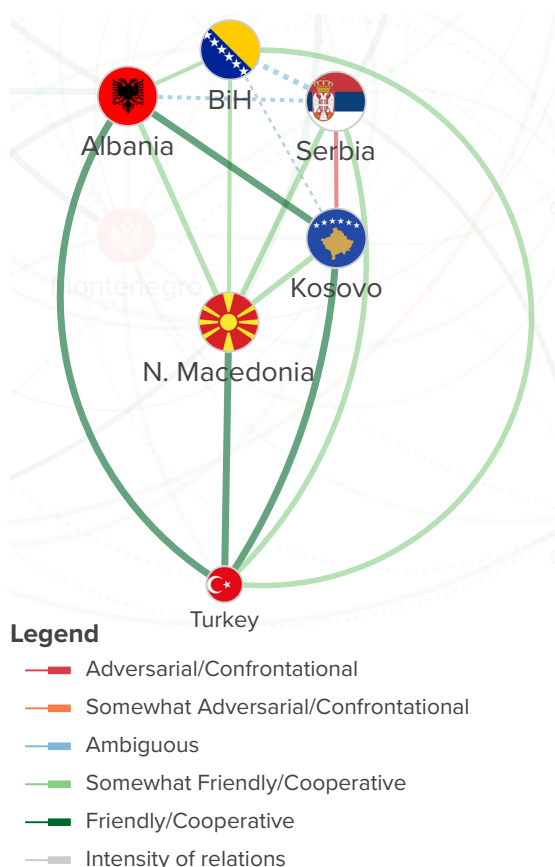 BiH
Albania
Serbia
Montenegro
Kosovo
N. Macedonia
Turkey
Legend
Adversarial/Confrontational
Somewhat Adversarial/Confrontational
Ambiguous
Somewhat Friendly/Cooperative
Friendly/Cooperative
Intensity of relations